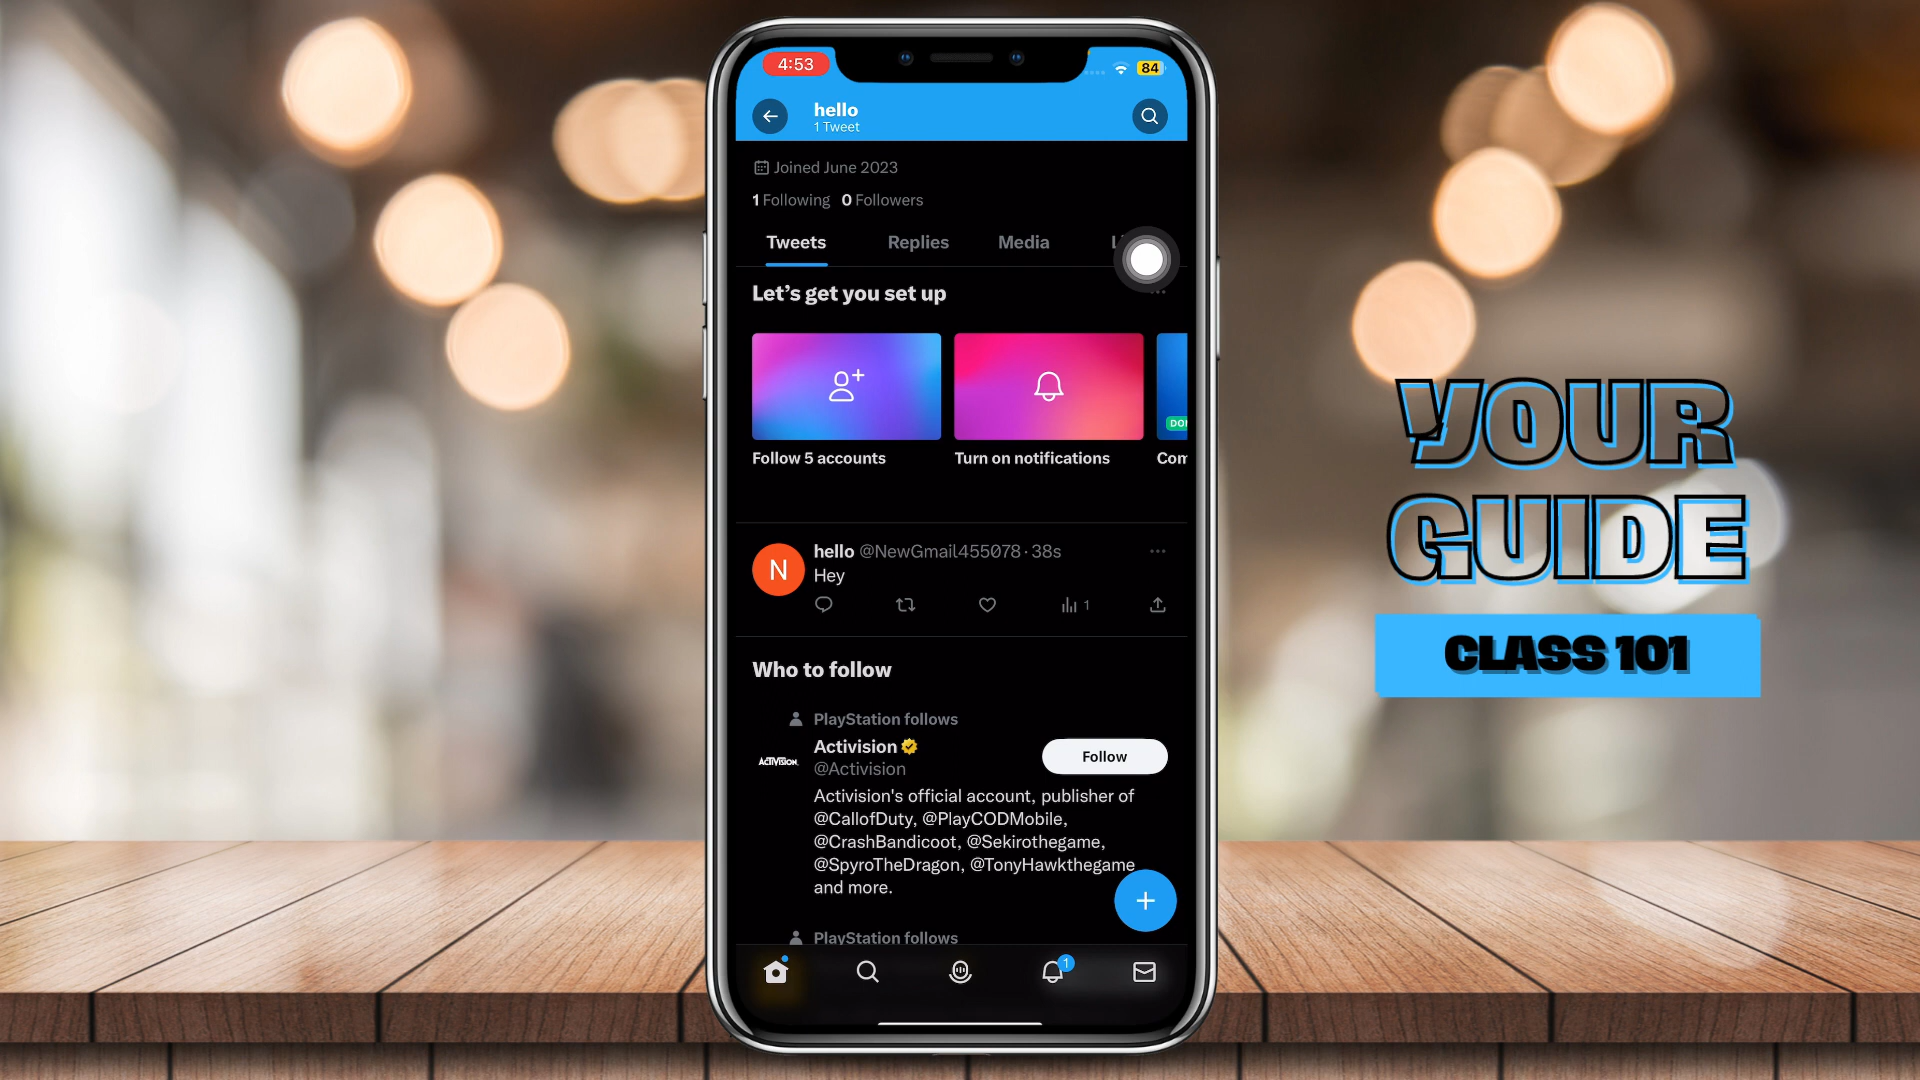 4:53
84
hello
1 Tweet
Joined June 2023
1 Following 0 Followers
Tweets Replies Media
Let's get you set up
Follow 5 accounts
Turn on notifications
hello @NewGmail455078 · 38s
N
Hey
1
Who to follow
PlayStation follows
Activision
ACTIVISION.
@Activision
Follow
Activision's official account, publisher of
@CallofDuty, @PlayCODMobile,
@CrashBandicoot, @Sekirothegame,
@SpyroTheDragon, @TonyHawkthegame
and more.
PlayStation follows
1
YOUR
GUIDE
CLASS 101